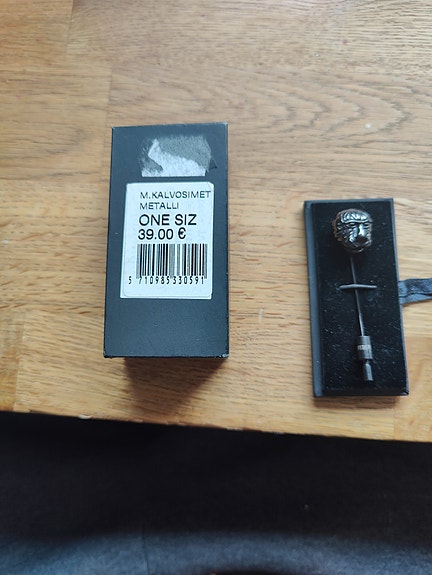 M.KALVOSIMET
METALLI
ONE SIZ
39.00 €
5 710985 330591